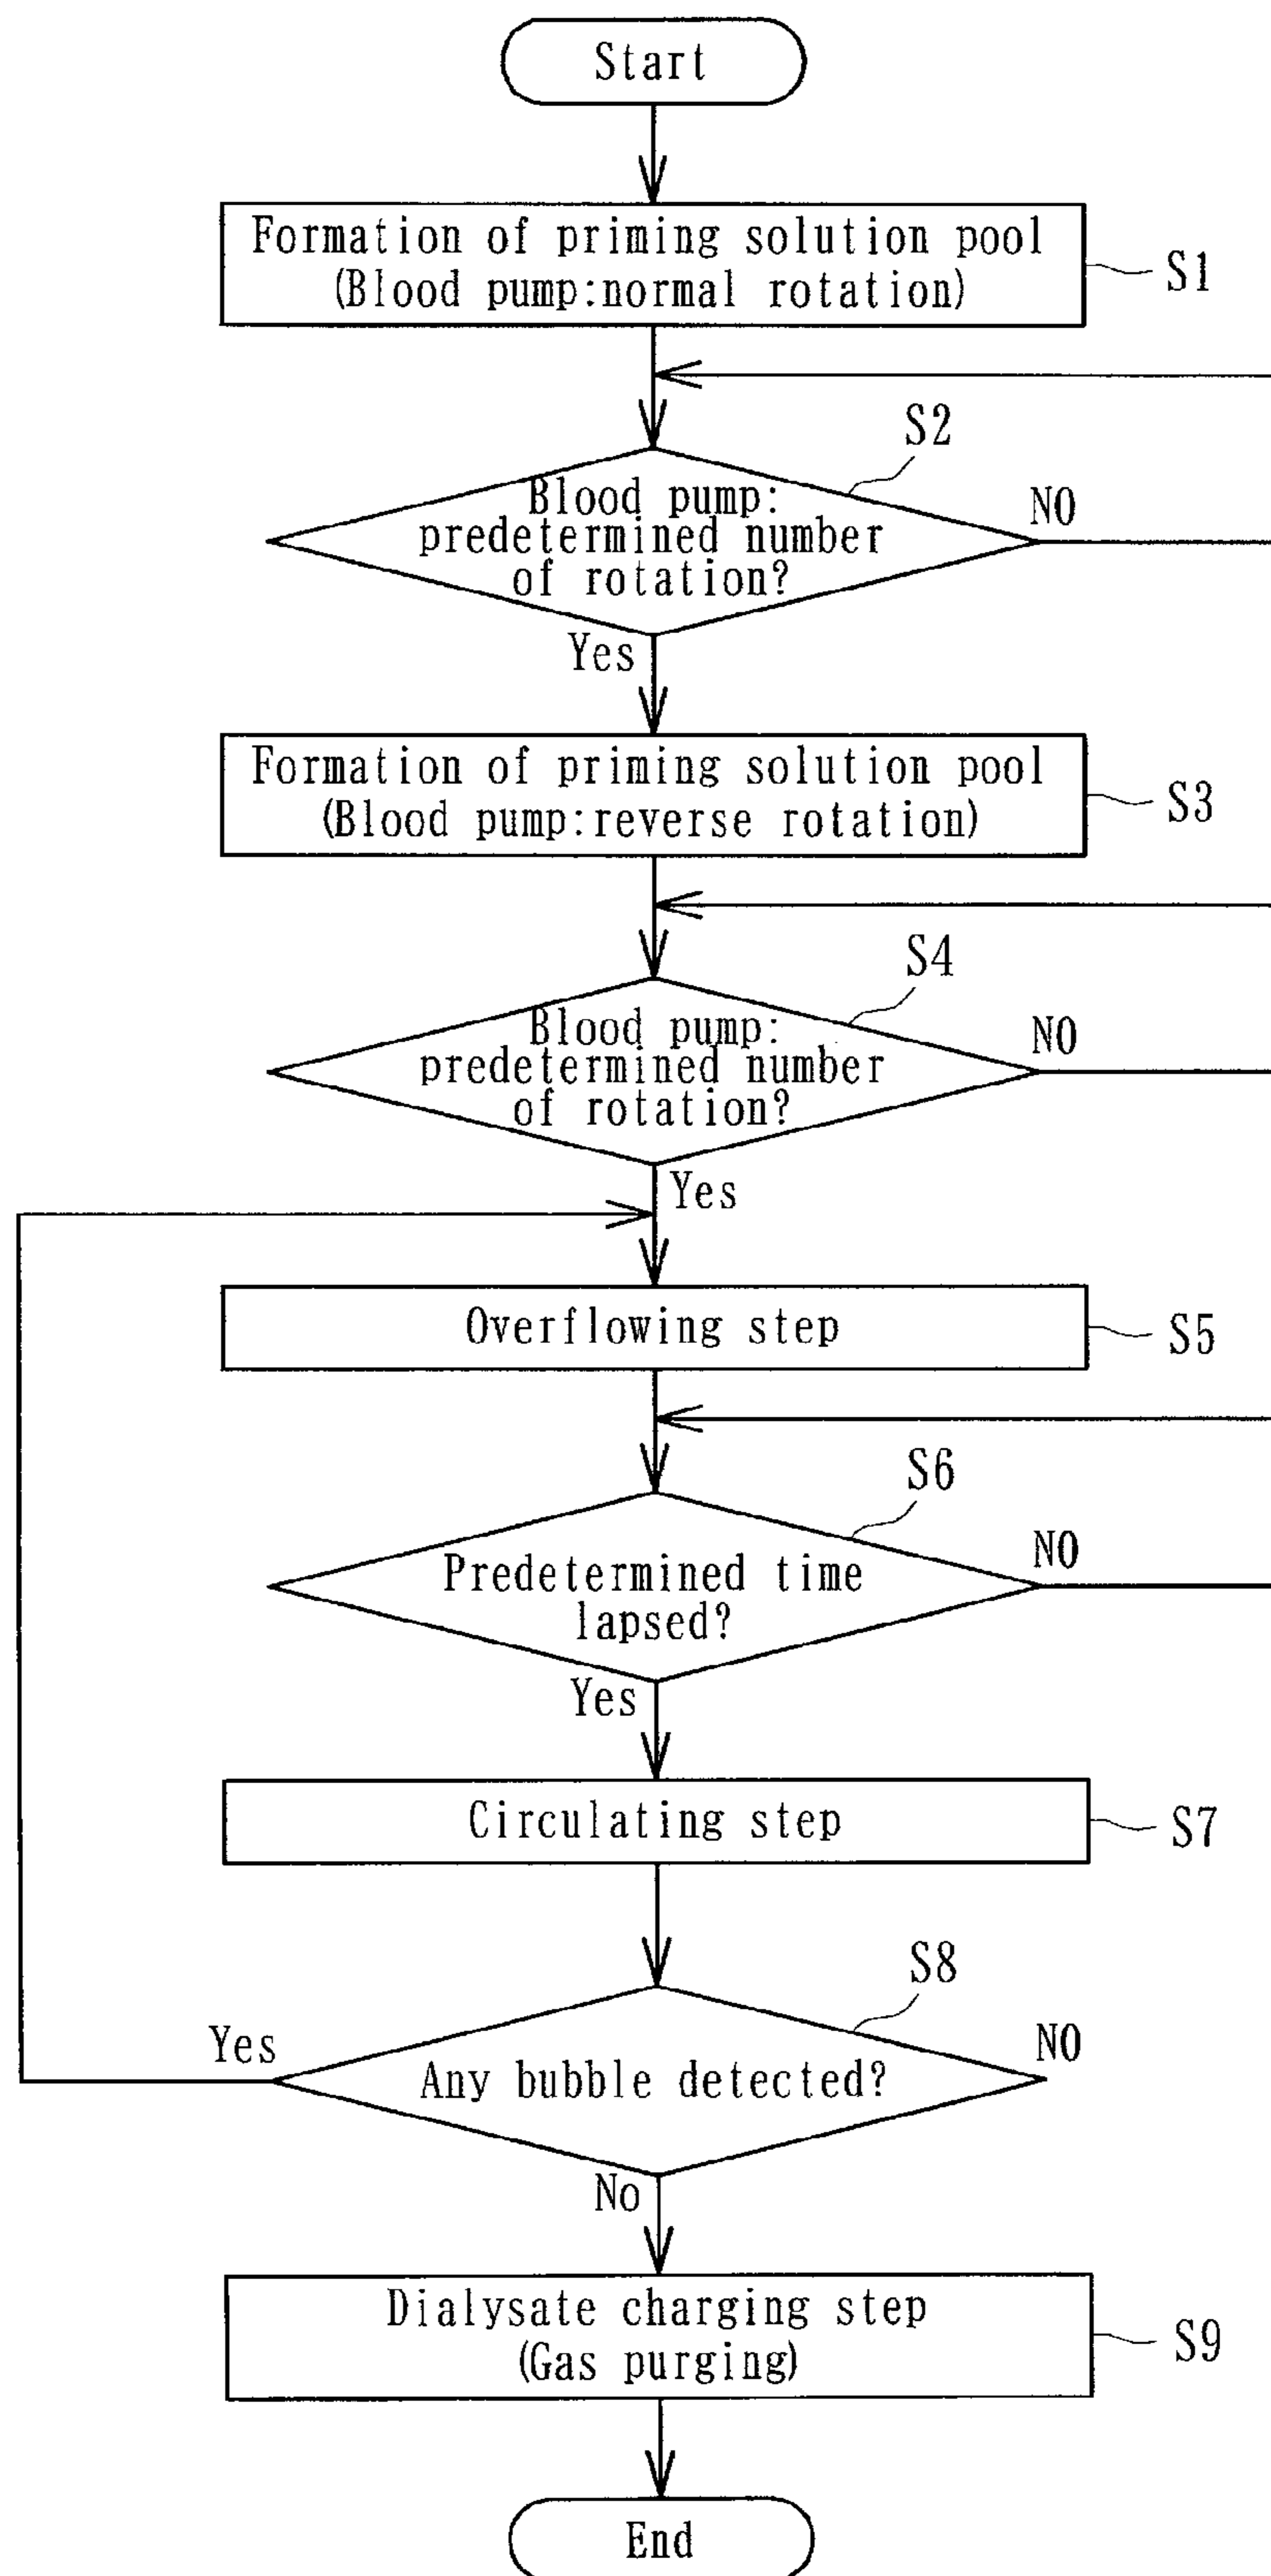 Start
Formation of priming solution pool
(Blood pump:normal rotation)
S1
S2
Blood pump:
predetermined number
of rotation?
NO
Yes
Formation of priming solution pool
(Blood pump:reverse rotation)
S3
S4
Blood pump:
predetermined number
of rotation?
NO
Yes
Overflowing step
S5
S6
Predetermined time
lapsed?
NO
Yes
Circulating step
S7
S8
Yes
Any bubble detected?
NO
No
Dialysate charging step
(Gas purging)
S9
End